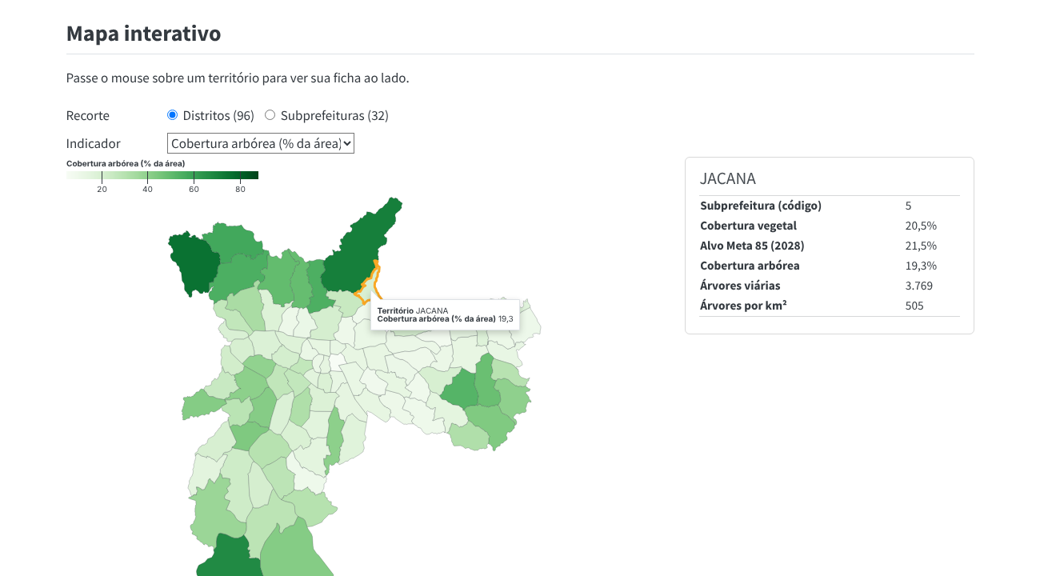 Mapa interativo
Passe o mouse sobre um território para ver sua ficha ao lado.
Recorte Distritos (96) Subprefeituras (32)
Indicador Cobertura arbórea (% da área)
Cobertura arbórea (% da área)
20 40 60 80
JACANA
Subprefeitura (código) 5
Cobertura vegetal 20,5%
Alvo Meta 85 (2028) 21,5%
Cobertura arbórea 19,3%
Árvores viárias 3.769
Árvores por km² 505
Território JACANA
Cobertura arbórea (% da área) 19,3